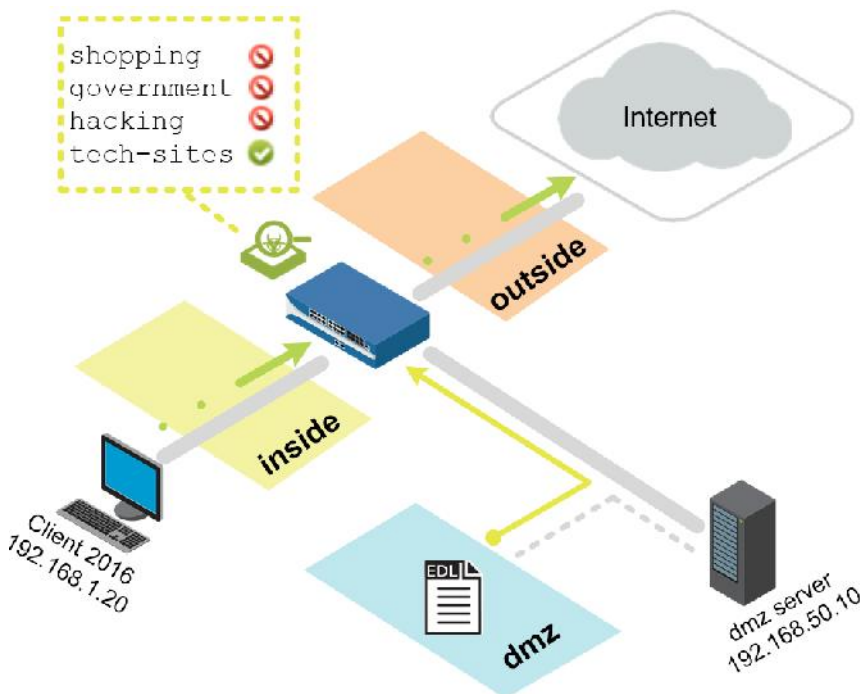 shopping
government
hacking
tech-sites
Internet
outside
inside
Client 2016
192.168.1.20
EDL
dmz
dmz server
192.168.50.10